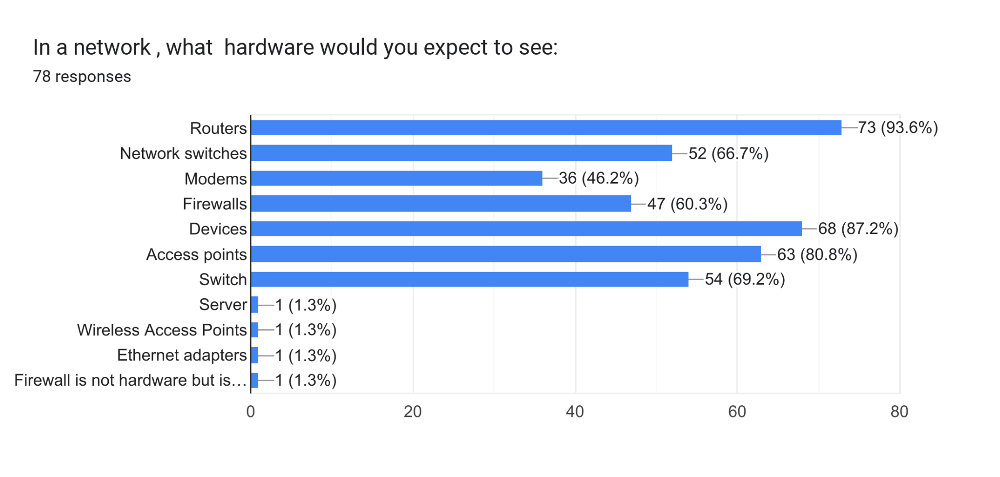 In a network , what  hardware would you expect to see:
78 responses
Routers 73 (93.6%)
Network switches 52 (66.7%)
Modems 36 (46.2%)
Firewalls 47 (60.3%)
Devices 68 (87.2%)
Access points 63 (80.8%)
Switch 54 (69.2%)
Server 1 (1.3%)
Wireless Access Points 1 (1.3%)
Ethernet adapters 1 (1.3%)
Firewall is not hardware but is… 1 (1.3%)
0 20 40 60 80